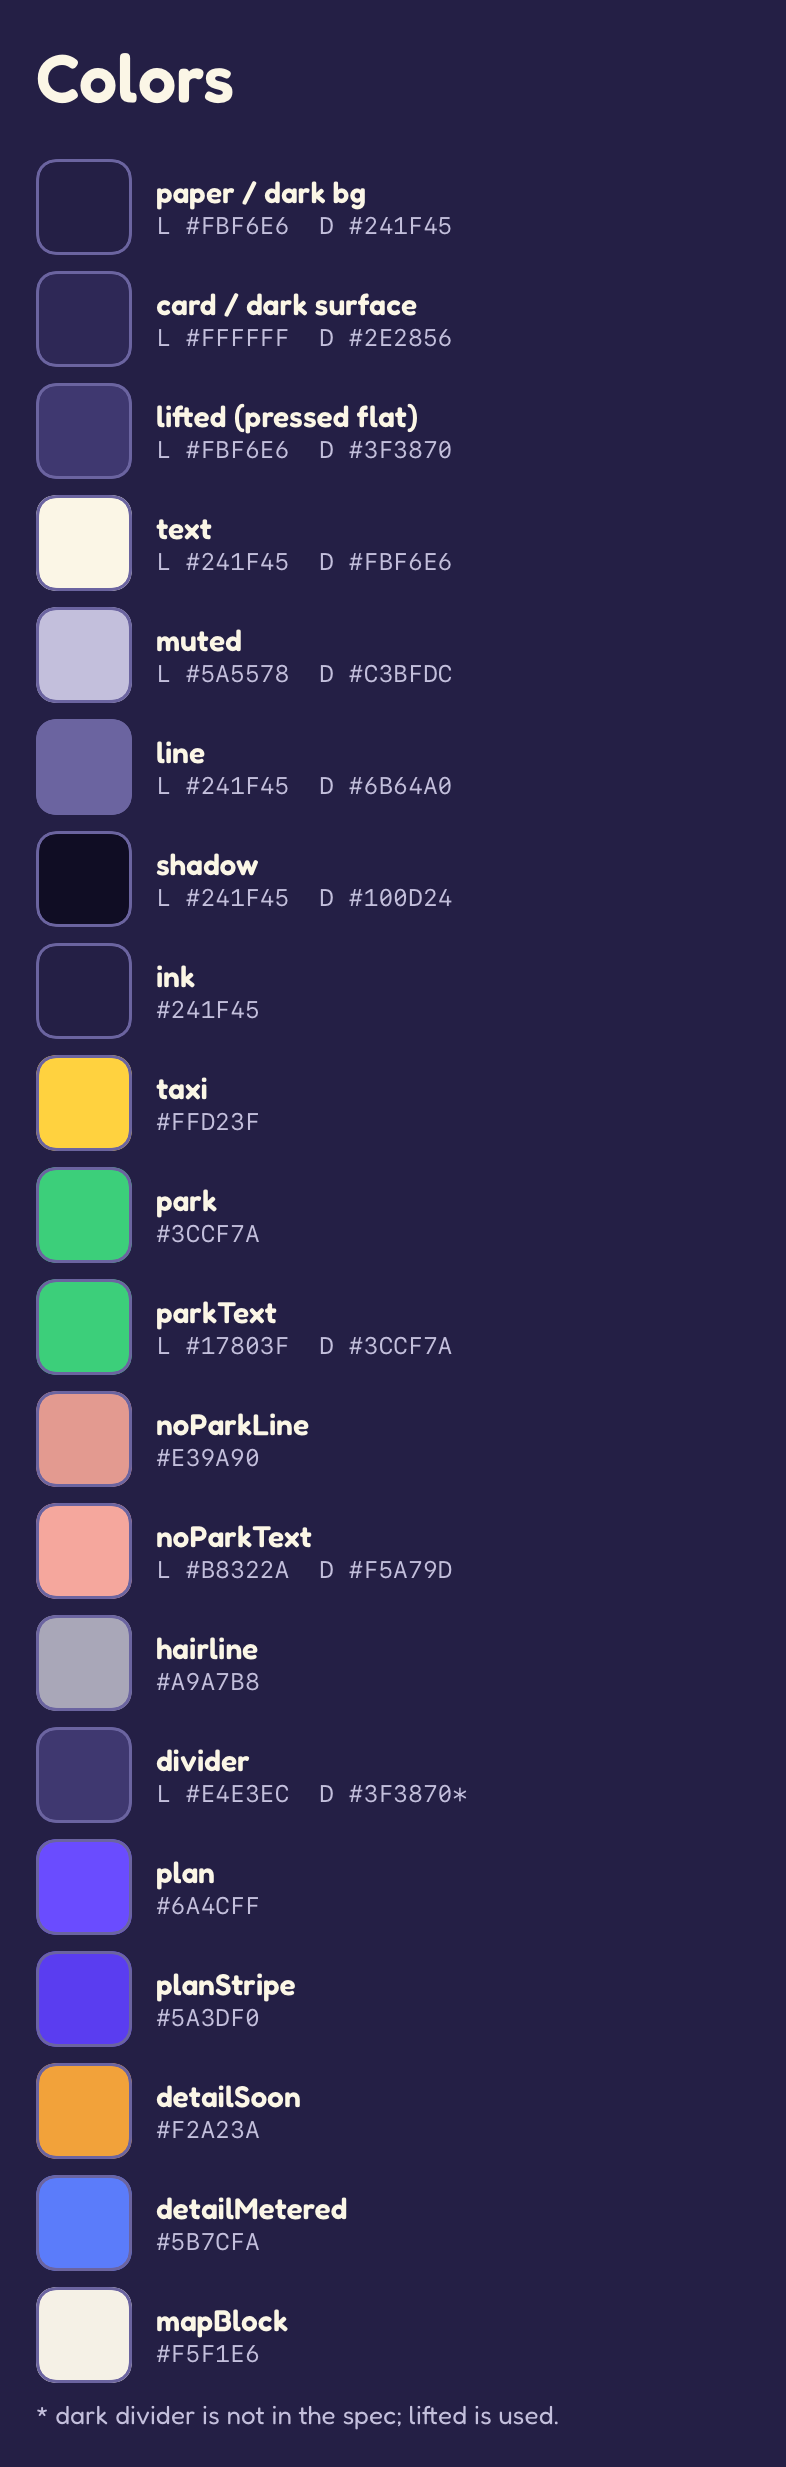 Colors
paper / dark bg
L #FBF6E6  D #241F45
card / dark surface
L #FFFFFF  D #2E2856
lifted (pressed flat)
L #FBF6E6  D #3F3870
text
L #241F45  D #FBF6E6
muted
L #5A5578  D #C3BFDC
line
L #241F45  D #6B64A0
shadow
L #241F45  D #100D24
ink
#241F45
taxi
#FFD23F
park
#3CCF7A
parkText
L #17803F  D #3CCF7A
noParkLine
#E39A90
noParkText
L #B8322A  D #F5A79D
hairline
#A9A7B8
divider
L #E4E3EC  D #3F3870*
plan
#6A4CFF
planStripe
#5A3DF0
detailSoon
#F2A23A
detailMetered
#5B7CFA
mapBlock
#F5F1E6
* dark divider is not in the spec; lifted is used.